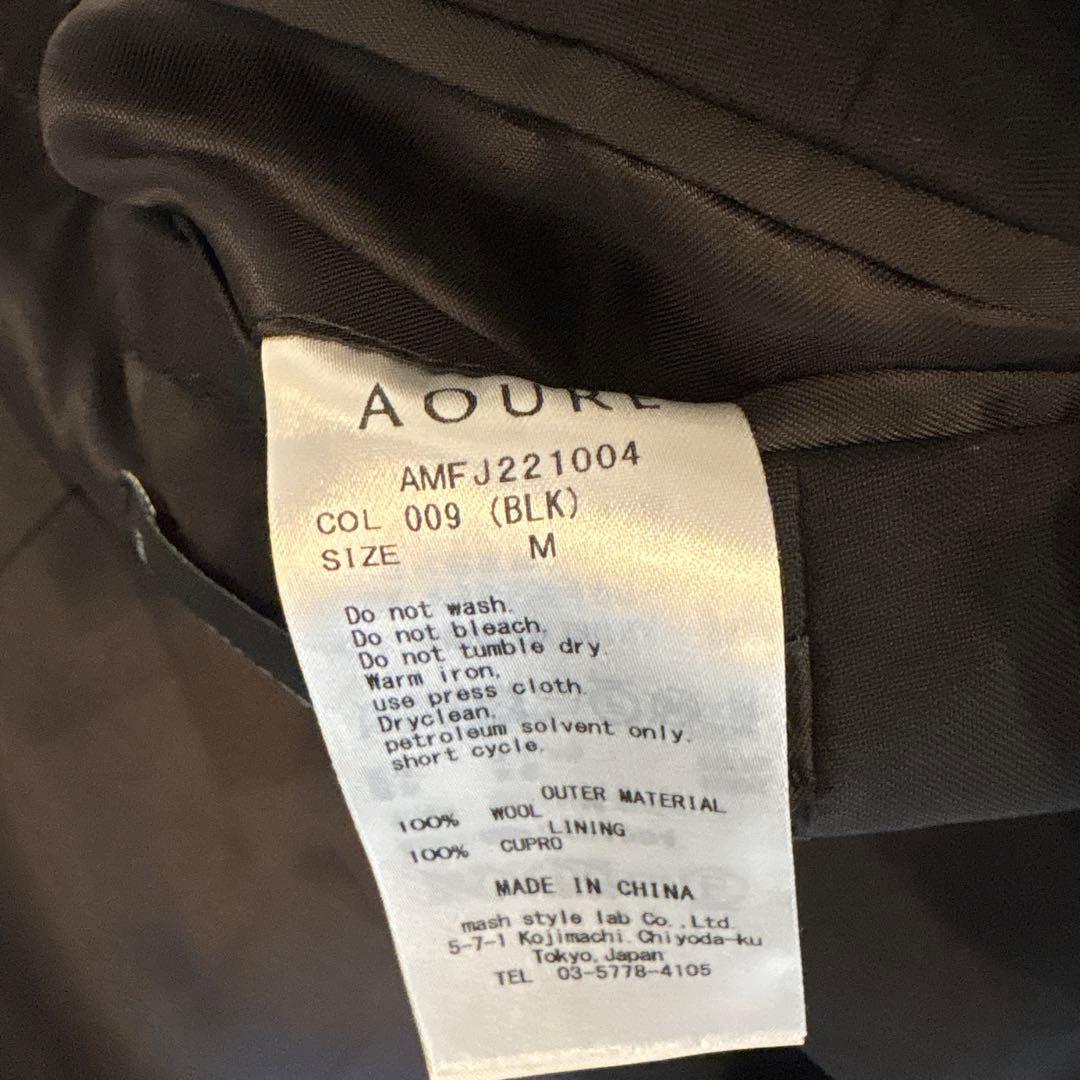 AOURE
AMFJ221004
COL 009 (BLK)
SIZE M
Do not wash.
Do not bleach.
Do not tumble dry.
Warm iron.
use press cloth.
Dryclean.
petroleum solvent only.
short cycle.
OUTER MATERIAL
100% WOOL
LINING
100% CUPRO
MADE IN CHINA
mash style lab Co.,Ltd.
5-7-1 Kojimachi.Chiyoda-ku
Tokyo.Japan
TEL 03-5778-4105